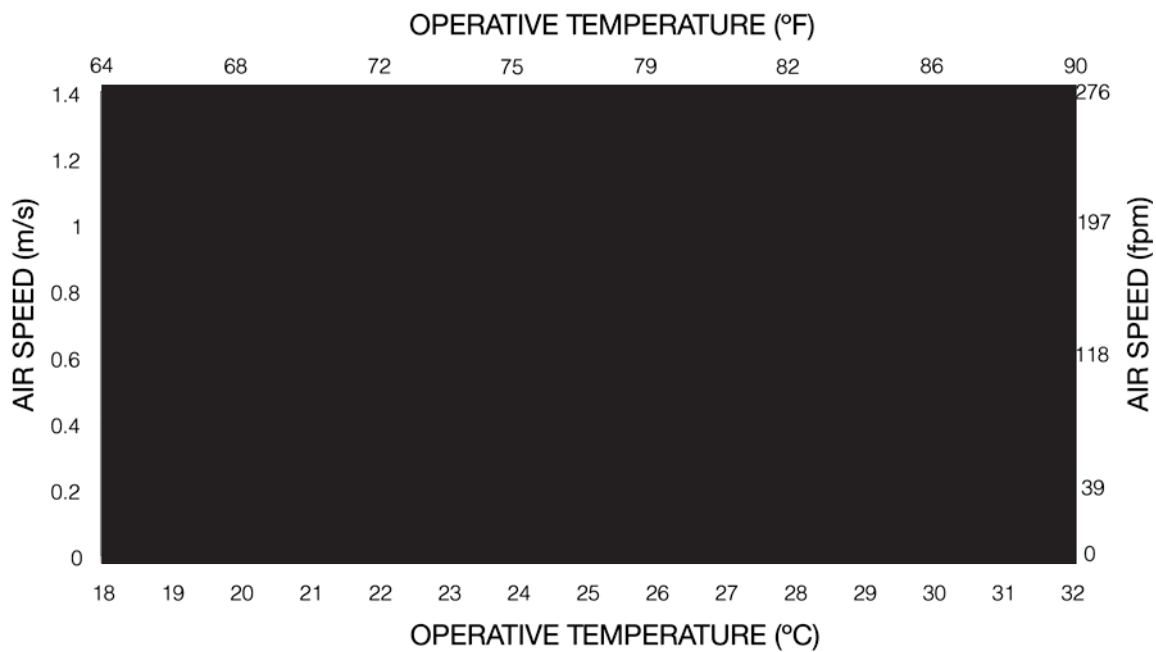 OPERATIVE TEMPERATURE (ºF)
64 68 72 75 79 82 86 90
1.4
1.2
1
0.8
0.6
0.4
0.2
0
AIR SPEED (m/s)
276
197
118
39
0
AIR SPEED (fpm)
18 19 20 21 22 23 24 25 26 27 28 29 30 31 32
OPERATIVE TEMPERATURE (ºC)